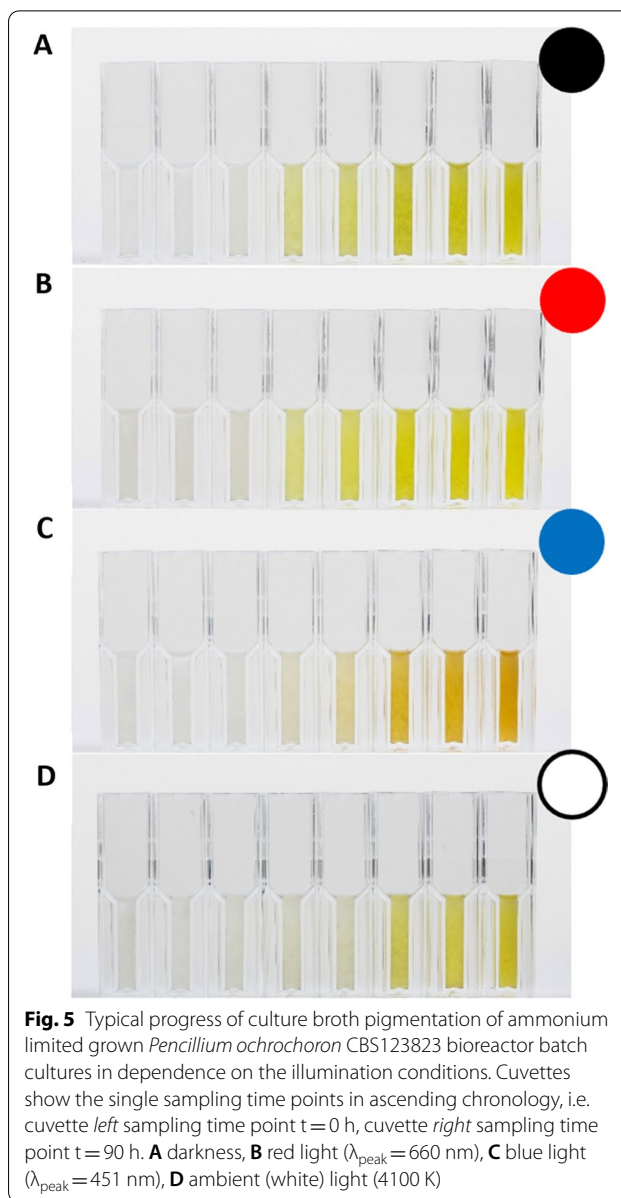 A
B
C
D
Fig. 5 Typical progress of culture broth pigmentation of ammonium
limited grown Pencillium ochrochoron CBS123823 bioreactor batch
cultures in dependence on the illumination conditions. Cuvettes
show the single sampling time points in ascending chronology, i.e.
cuvette left sampling time point t = 0 h, cuvette right sampling time
point t = 90 h. A darkness, B red light (λpeak = 660 nm), C blue light
(λpeak = 451 nm), D ambient (white) light (4100 K)